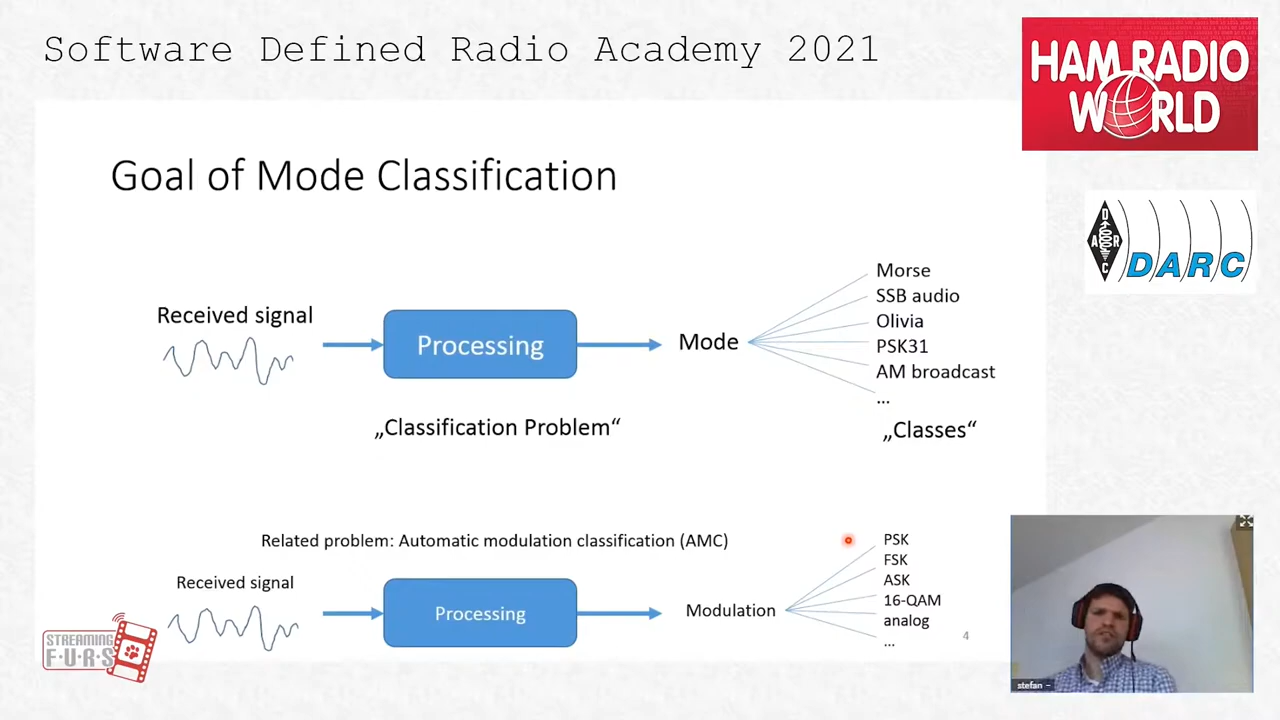 Software Defined Radio Academy 2021
HAM RADIO
WORLD
DARC
DARC
Goal of Mode Classification
Received signal
Processing
Mode
Morse
SSB audio
Olivia
PSK31
AM broadcast
...
„Classification Problem“
„Classes“
Related problem: Automatic modulation classification (AMC)
Received signal
Processing
Modulation
PSK
FSK
ASK
16-QAM
analog
...
4
STREAMING
F·U·R·S
stefan –